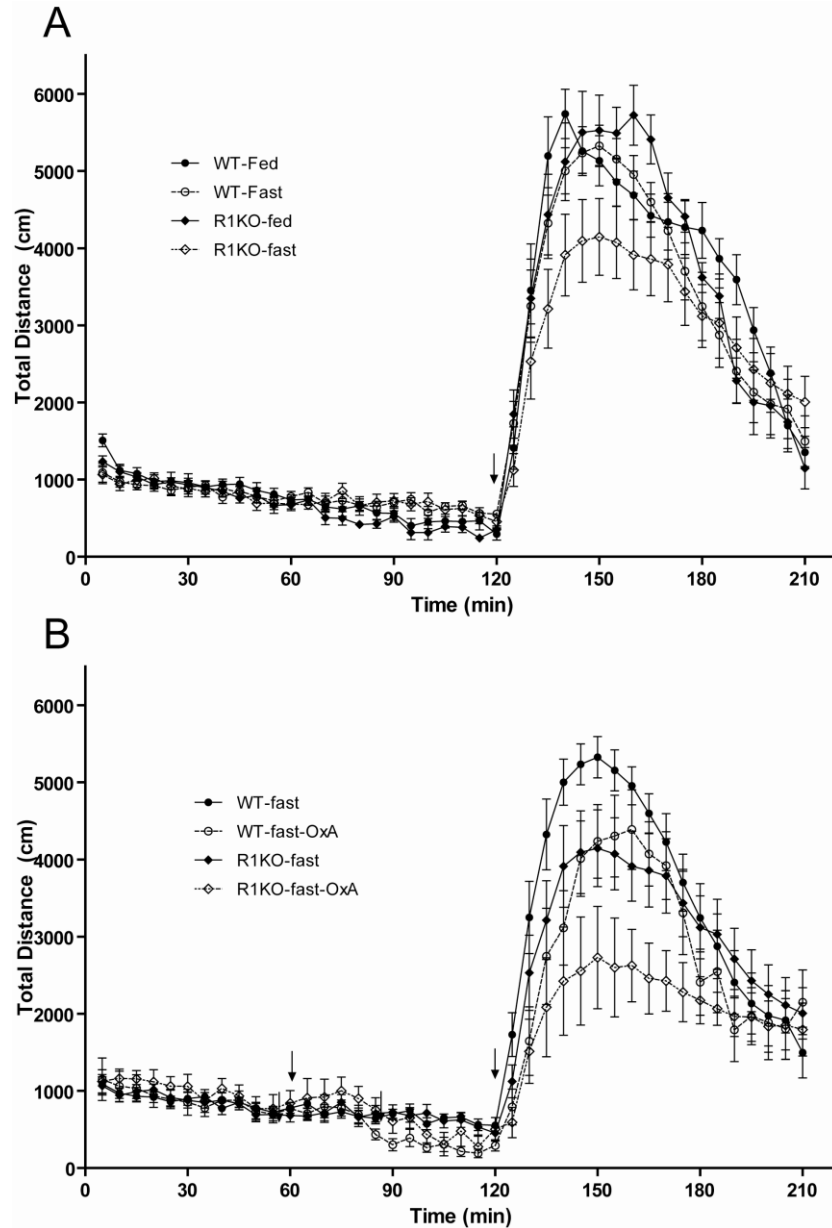 A
Total Distance (cm)
6000
5000
4000
3000
2000
1000
0
WT-Fed
WT-Fast
R1KO-fed
R1KO-fast
0 30 60 90 120 150 180 210
Time (min)
B
Total Distance (cm)
6000
5000
4000
3000
2000
1000
0
WT-fast
WT-fast-OxA
R1KO-fast
R1KO-fast-OxA
0 30 60 90 120 150 180 210
Time (min)